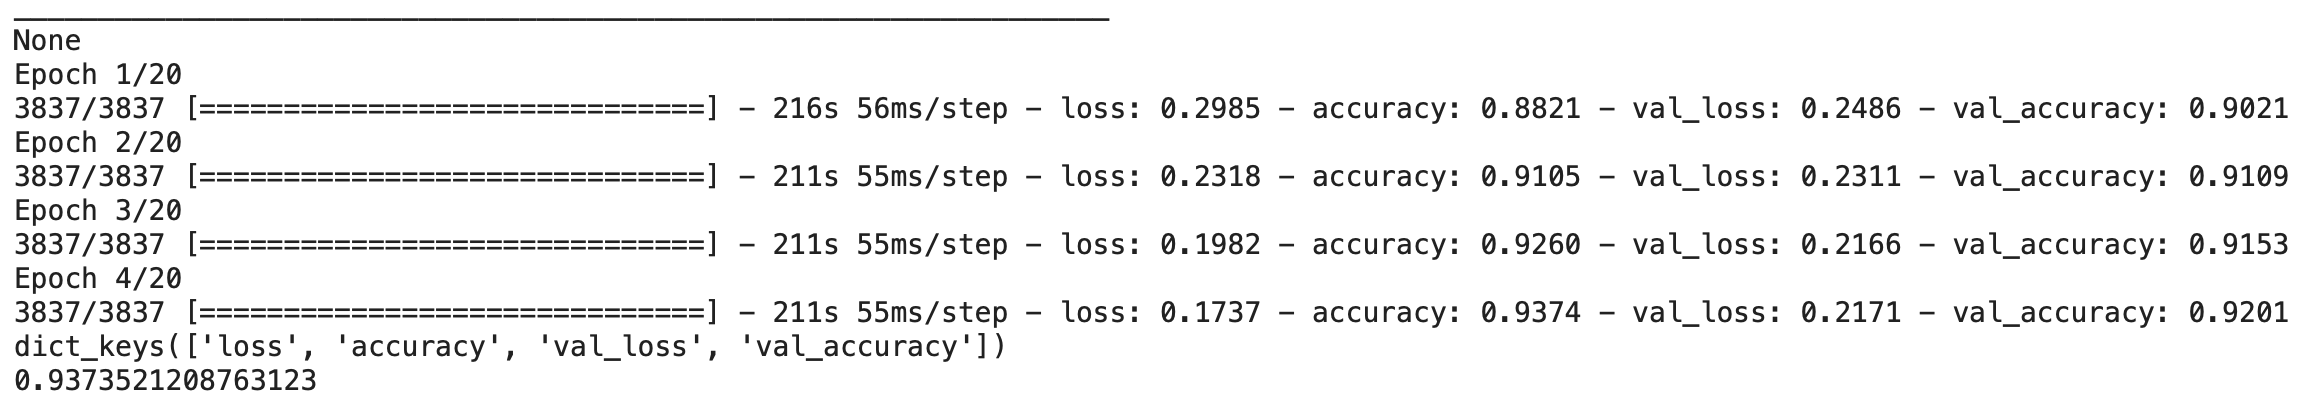 _________________________________________________________________
None
Epoch 1/20
3837/3837 [==============================] - 216s 56ms/step - loss: 0.2985 - accuracy: 0.8821 - val_loss: 0.2486 - val_accuracy: 0.9021
Epoch 2/20
3837/3837 [==============================] - 211s 55ms/step - loss: 0.2318 - accuracy: 0.9105 - val_loss: 0.2311 - val_accuracy: 0.9109
Epoch 3/20
3837/3837 [==============================] - 211s 55ms/step - loss: 0.1982 - accuracy: 0.9260 - val_loss: 0.2166 - val_accuracy: 0.9153
Epoch 4/20
3837/3837 [==============================] - 211s 55ms/step - loss: 0.1737 - accuracy: 0.9374 - val_loss: 0.2171 - val_accuracy: 0.9201
dict_keys(['loss', 'accuracy', 'val_loss', 'val_accuracy'])
0.9373521208763123